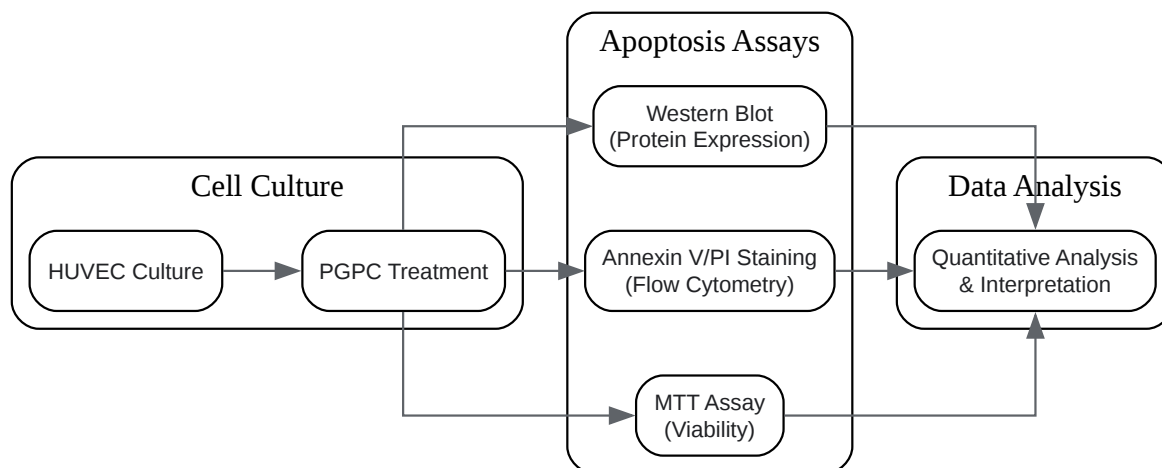 Cell Culture
HUVEC Culture
PGPC Treatment
Apoptosis Assays
Western Blot
(Protein Expression)
Annexin V/PI Staining
(Flow Cytometry)
MTT Assay
(Viability)
Data Analysis
Quantitative Analysis
& Interpretation